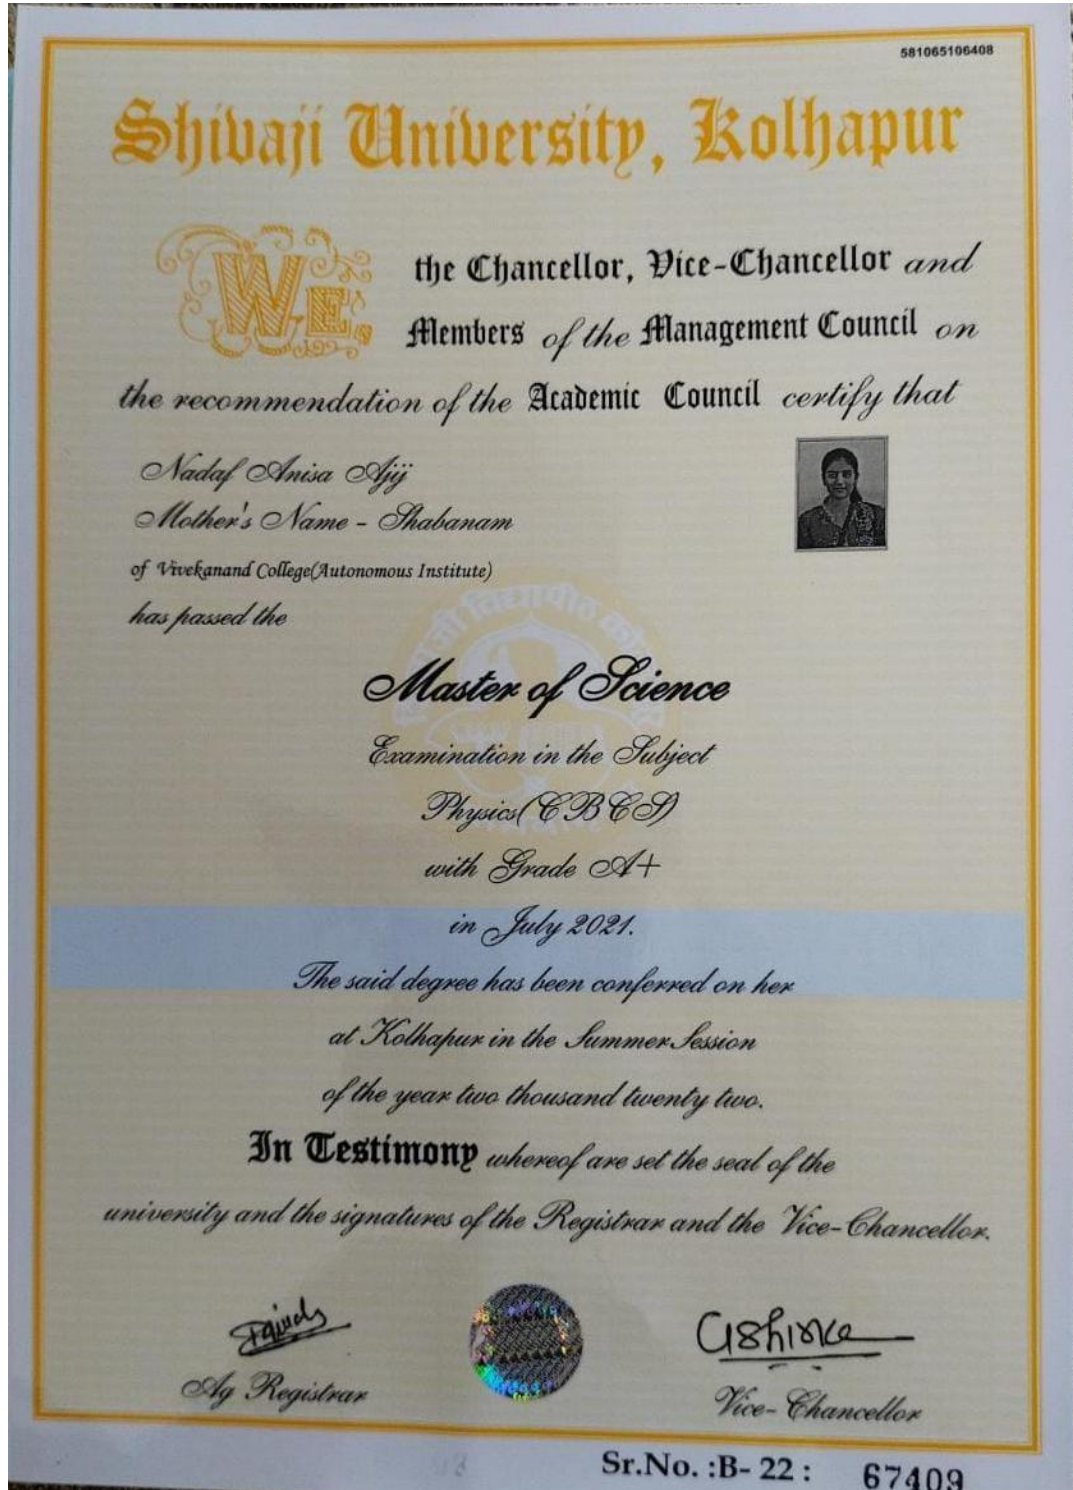 581065106408
Shivaji University, Kolhapur
WE, the Chancellor, Vice-Chancellor and
Members of the Management Council on
the recommendation of the Academic Council certify that
Nadaf Anisa Ajij
Mother's Name - Shabanam
of Vivekanand College(Autonomous Institute)
has passed the
Master of Science
Examination in the Subject
Physics(CBCS)
with Grade A+
in July 2021.
The said degree has been conferred on her
at Kolhapur in the Summer Session
of the year two thousand twenty two.
In Testimony whereof are set the seal of the
university and the signatures of the Registrar and the Vice-Chancellor.
Ag Registrar
Vice-Chancellor
Sr.No. :B- 22 : 67409